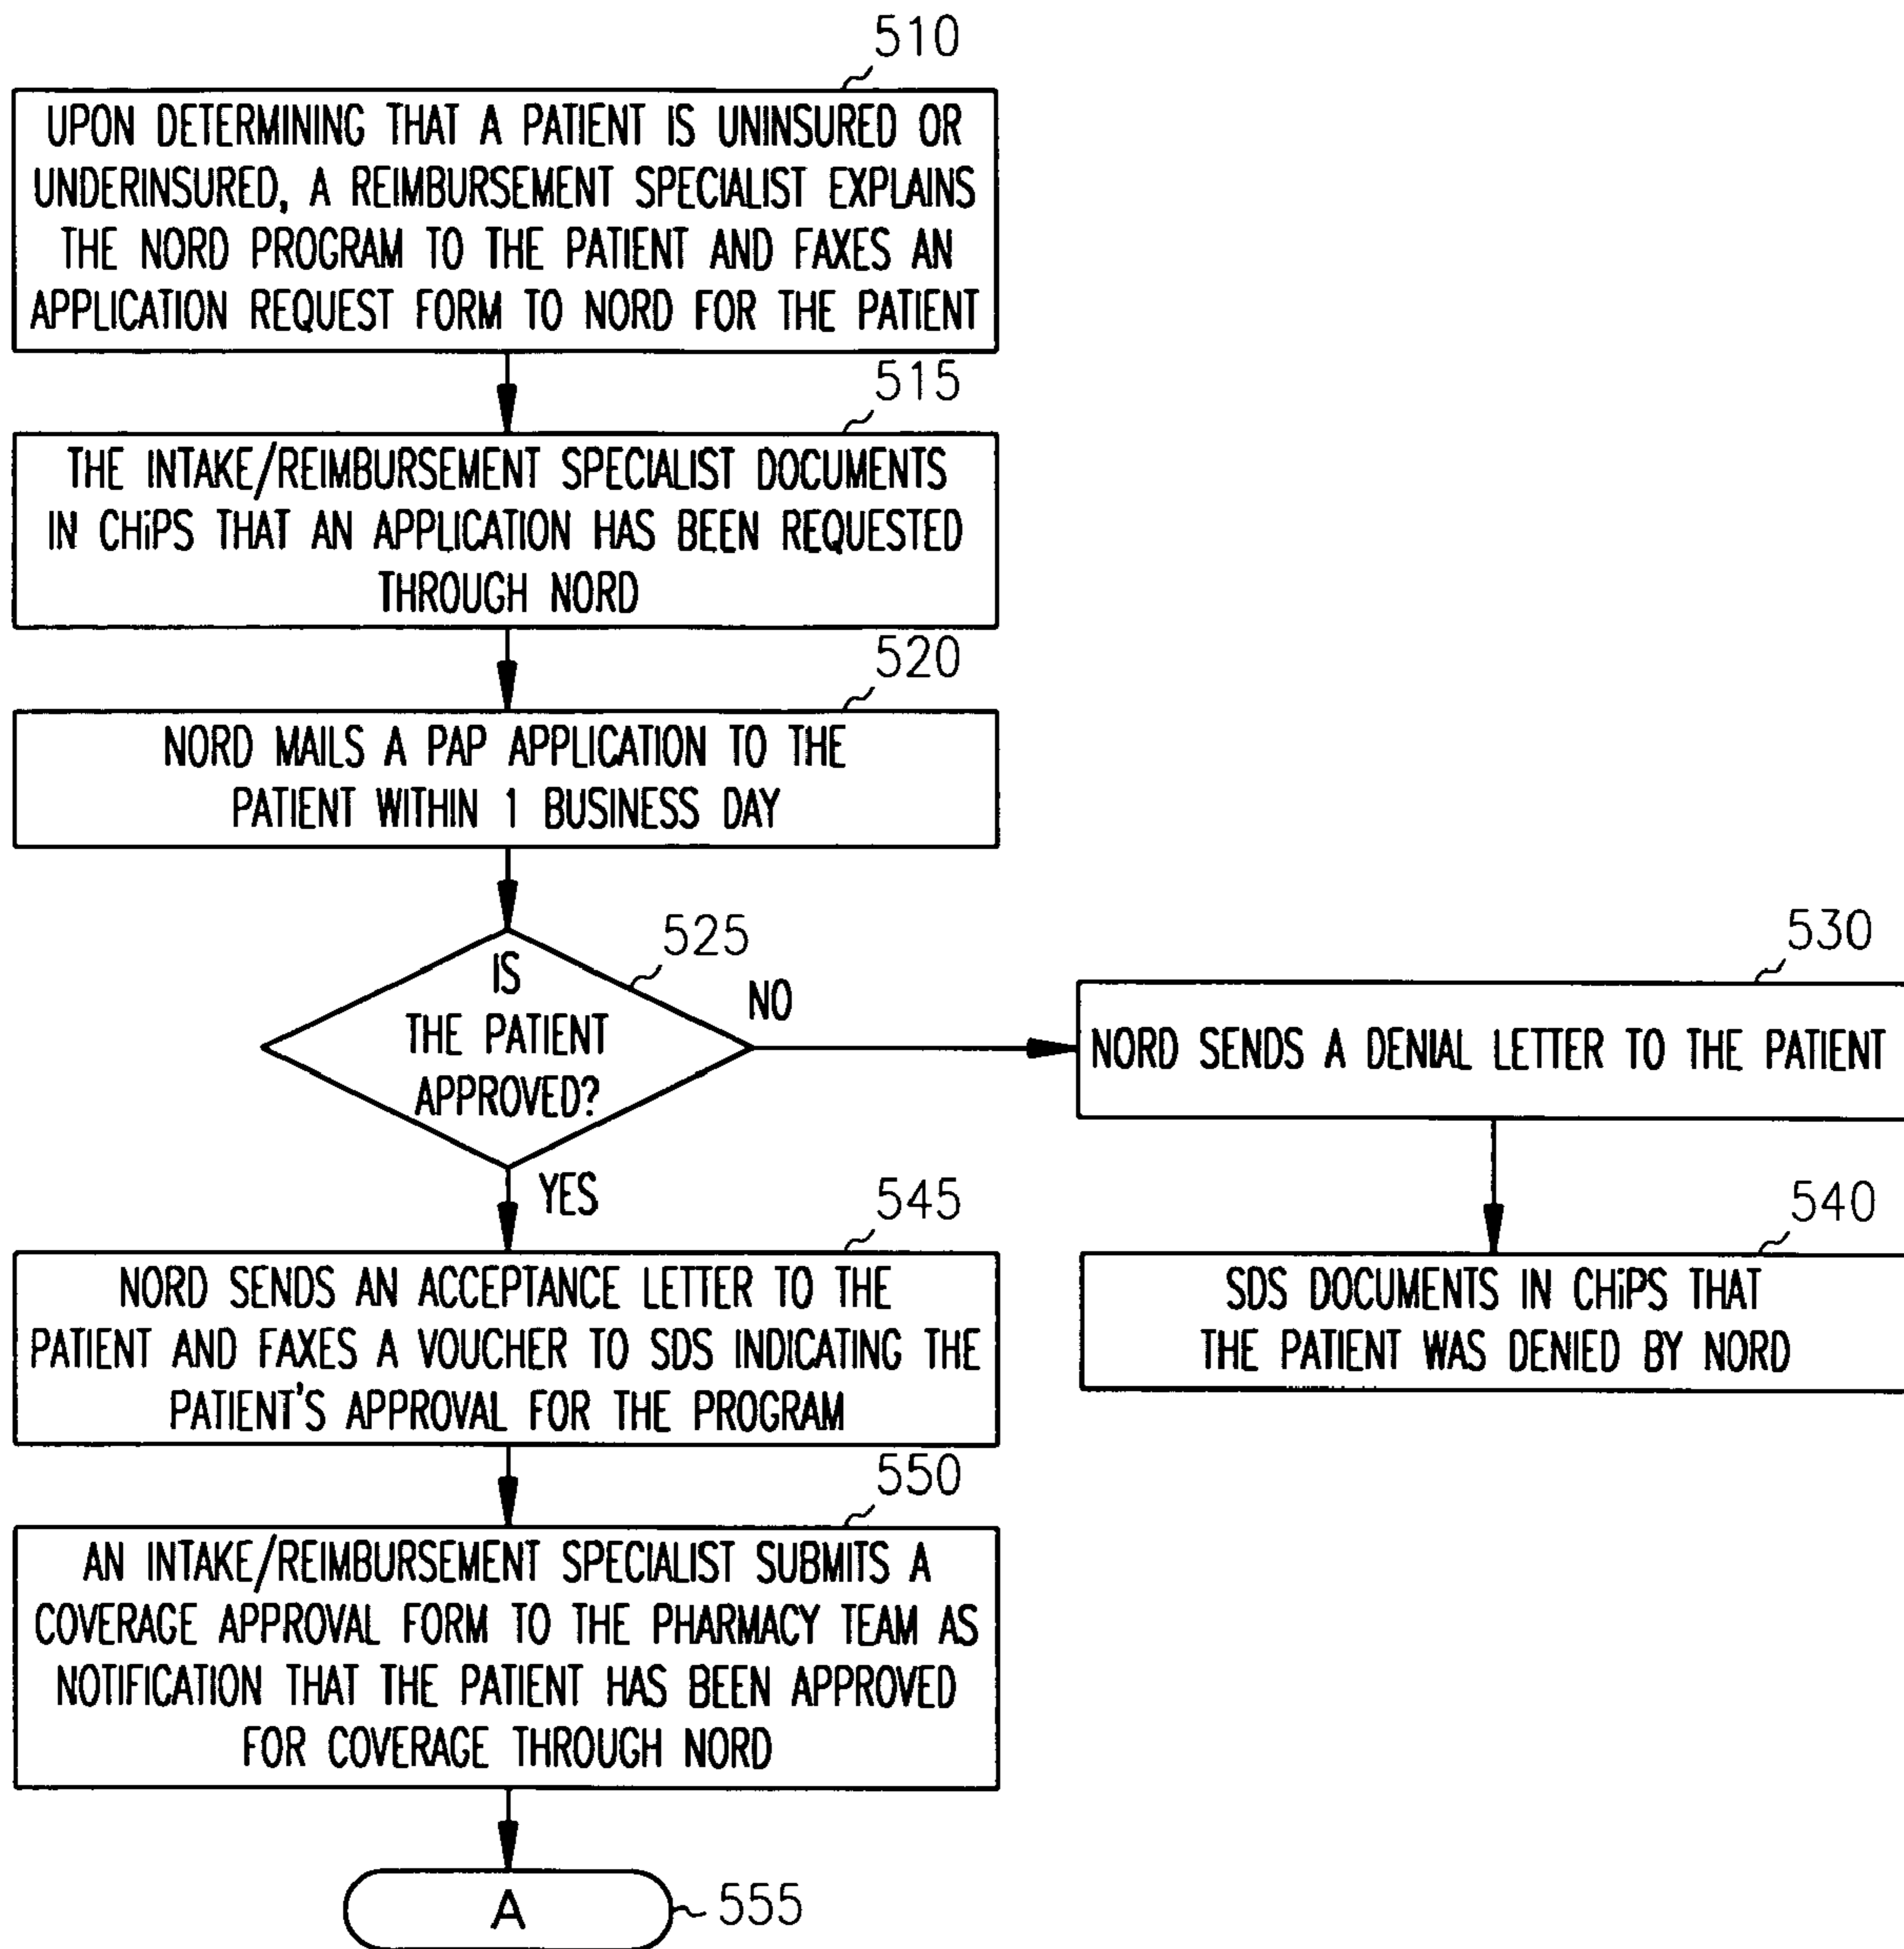 510
UPON DETERMINING THAT A PATIENT IS UNINSURED OR
UNDERINSURED, A REIMBURSEMENT SPECIALIST EXPLAINS
THE NORD PROGRAM TO THE PATIENT AND FAXES AN
APPLICATION REQUEST FORM TO NORD FOR THE PATIENT
515
THE INTAKE/REIMBURSEMENT SPECIALIST DOCUMENTS
IN CHiPS THAT AN APPLICATION HAS BEEN REQUESTED
THROUGH NORD
520
NORD MAILS A PAP APPLICATION TO THE
PATIENT WITHIN 1 BUSINESS DAY
525
IS
THE PATIENT
APPROVED?
NO
530
NORD SENDS A DENIAL LETTER TO THE PATIENT
540
SDS DOCUMENTS IN CHiPS THAT
THE PATIENT WAS DENIED BY NORD
YES
545
NORD SENDS AN ACCEPTANCE LETTER TO THE
PATIENT AND FAXES A VOUCHER TO SDS INDICATING THE
PATIENT'S APPROVAL FOR THE PROGRAM
550
AN INTAKE/REIMBURSEMENT SPECIALIST SUBMITS A
COVERAGE APPROVAL FORM TO THE PHARMACY TEAM AS
NOTIFICATION THAT THE PATIENT HAS BEEN APPROVED
FOR COVERAGE THROUGH NORD
A
555